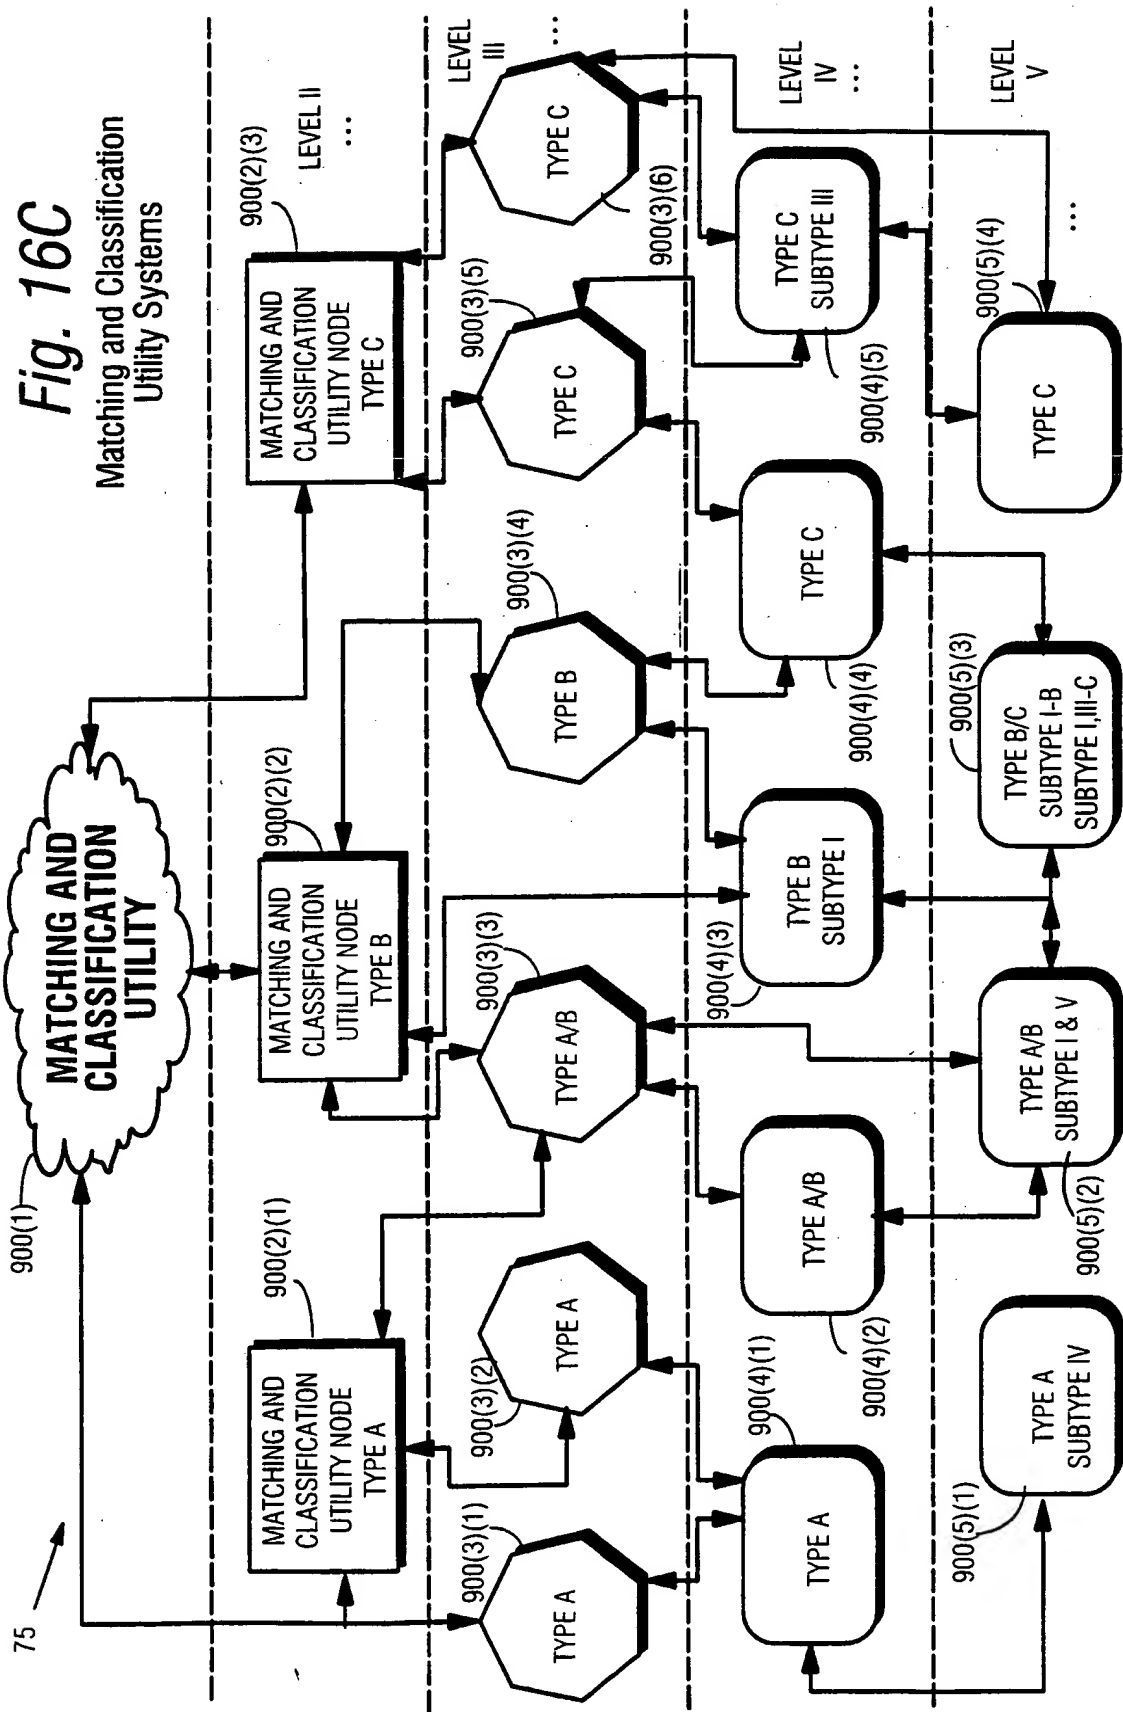 Fig. 16C
Matching and Classification
Utility Systems
75
900(1)
MATCHING AND
CLASSIFICATION
UTILITY
900(2)(1)
MATCHING AND
CLASSIFICATION
UTILITY NODE
TYPE A
900(2)(2)
MATCHING AND
CLASSIFICATION
UTILITY NODE
TYPE B
900(2)(3)
MATCHING AND
CLASSIFICATION
UTILITY NODE
TYPE C
LEVEL II
...
900(3)(1)
TYPE A
900(3)(2)
TYPE A
900(3)(3)
TYPE A/B
900(3)(4)
TYPE B
900(3)(5)
TYPE C
900(3)(6)
TYPE C
LEVEL
III
...
900(4)(1)
TYPE A
900(4)(2)
TYPE A/B
900(4)(3)
TYPE B
SUBTYPE I
900(4)(4)
TYPE C
900(4)(5)
TYPE C
SUBTYPE III
LEVEL
IV
...
900(5)(1)
TYPE A
SUBTYPE IV
900(5)(2)
TYPE A/B
SUBTYPE I & V
900(5)(3)
TYPE B/C
SUBTYPE I-B
SUBTYPE I,III-C
900(5)(4)
TYPE C
LEVEL
V
...